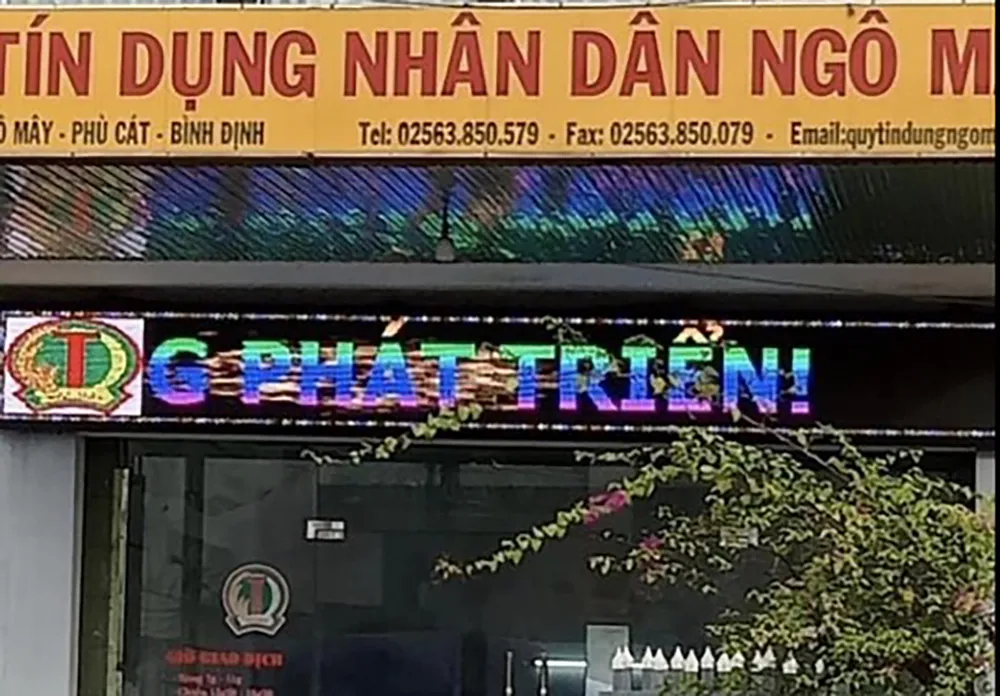 TÍN DỤNG NHÂN DÂN NGÔ M
Ô MÂY - PHÙ CÁT - BÌNH ĐỊNH Tel: 02563.850.579 - Fax: 02563.850.079 - Email:quytindungngom
G PHÁT TRIỂN!
GIỜ GIAO DỊCH